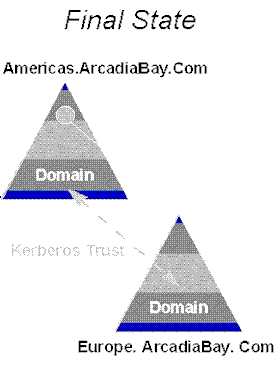 Final State
Americas.ArcadiaBay.Com
Domain
Kerberos Trust
Domain
Europe. ArcadiaBay. Com